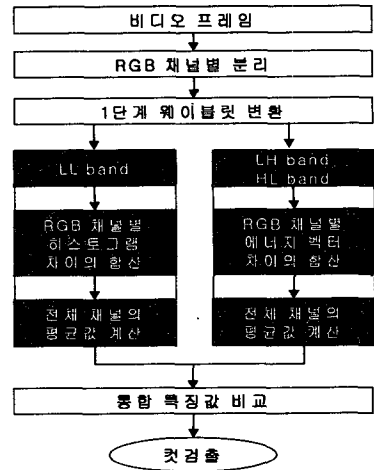 비디오 프레임
RGB 채널별 분리
1단계 웨이블릿 변환
LL band
LH band
HL band
RGB 채널별
히스토그램
차이의 합산
RGB 채널별
에너지 벡터
차이의 합산
전체 채널의
평균값 계산
전체 채널의
평균값 계산
통합 특징값 비교
컷검출